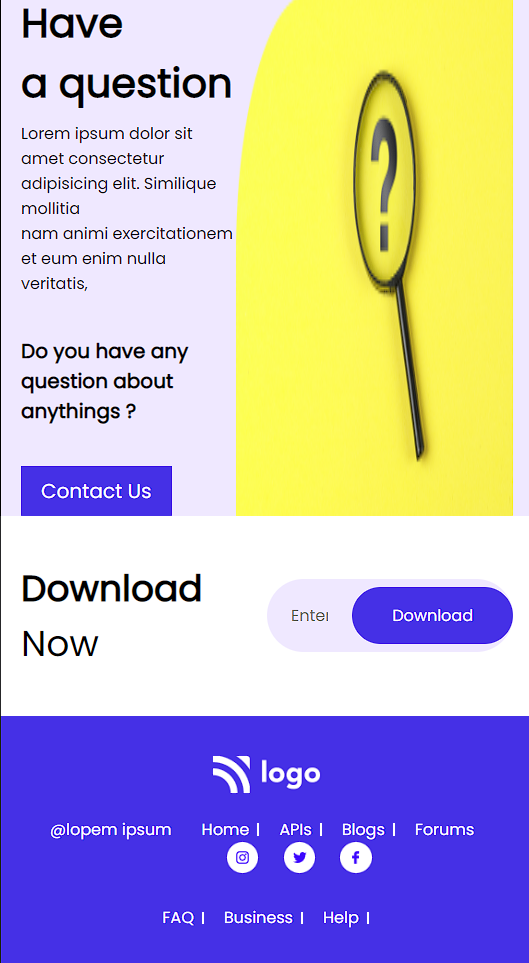 Have
a question
Lorem ipsum dolor sit
amet consectetur
adipisicing elit. Similique
mollitia
nam animi exercitationem
et eum enim nulla
veritatis,
Do you have any
question about
anythings ?
Contact Us
?
Download
Now
Enter
Download
logo
@lopem ipsum Home | APIs | Blogs | Forums
FAQ | Business | Help |